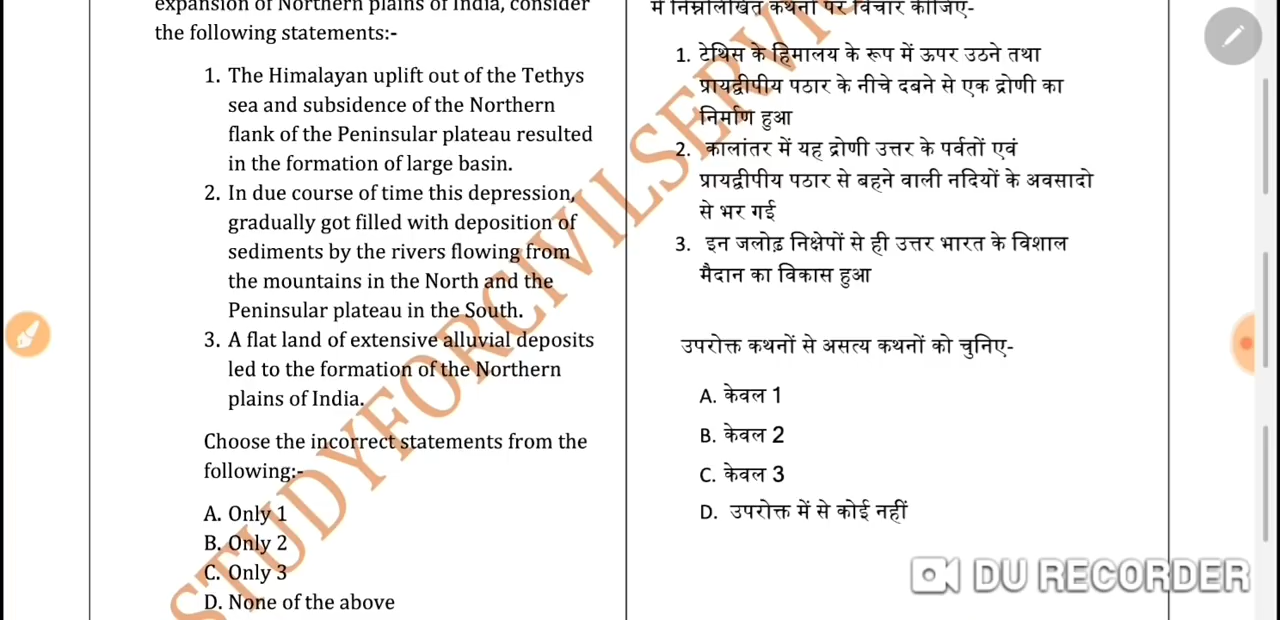 expansion of Northern plains of India, consider
the following statements:-
1. The Himalayan uplift out of the Tethys
sea and subsidence of the Northern
flank of the Peninsular plateau resulted
in the formation of large basin.
2. In due course of time this depression,
gradually got filled with deposition of
sediments by the rivers flowing from
the mountains in the North and the
Peninsular plateau in the South.
3. A flat land of extensive alluvial deposits
led to the formation of the Northern
plains of India.
Choose the incorrect statements from the
following:-
A. Only 1
B. Only 2
C. Only 3
D. None of the above
में निम्नलिखित कथनों पर विचार कीजिए-
1. टेथिस के हिमालय के रूप में ऊपर उठने तथा
प्रायद्वीपीय पठार के नीचे दबने से एक द्रोणी का
निर्माण हुआ
2. कालांतर में यह द्रोणी उत्तर के पर्वतों एवं
प्रायद्वीपीय पठार से बहने वाली नदियों के अवसादो
से भर गई
3. इन जलोढ़ निक्षेपों से ही उत्तर भारत के विशाल
मैदान का विकास हुआ
उपरोक्त कथनों से असत्य कथनों को चुनिए-
A. केवल 1
B. केवल 2
C. केवल 3
D. उपरोक्त में से कोई नहीं
STUDYFORCIVILSERVI
DU RECORDER